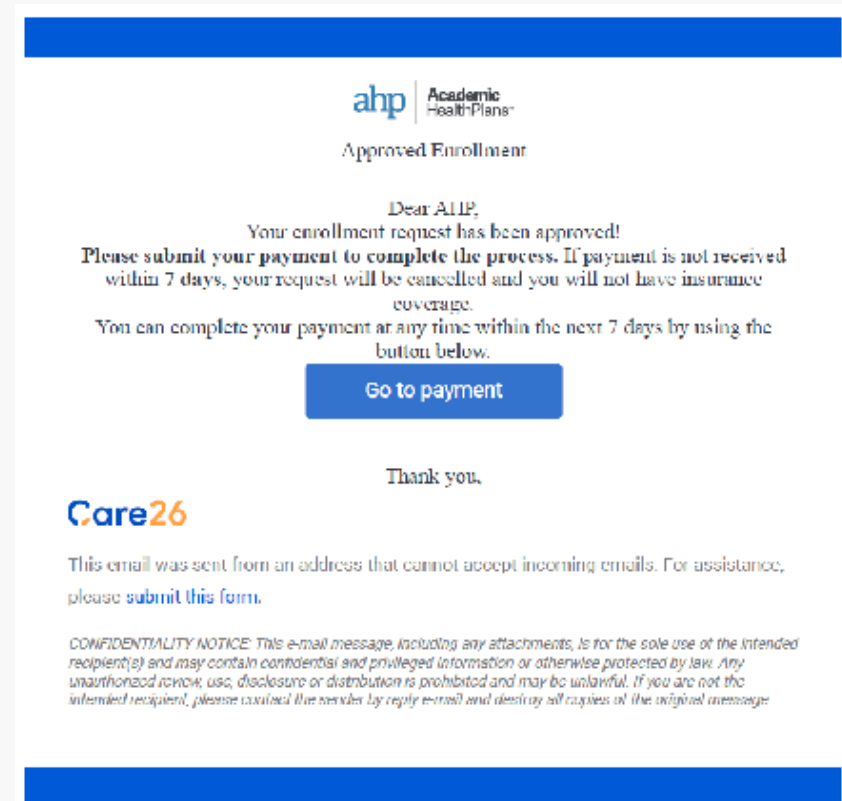 ahp Academic
HealthPlans
Approved Enrollment
Dear AHP,
Your enrollment request has been approved!
Please submit your payment to complete the process. If payment is not received
within 7 days, your request will be cancelled and you will not have insurance
coverage.
You can complete your payment at any time within the next 7 days by using the
button below.
Go to payment
Thank you,
Care26
This email was sent from an address that cannot accept incoming emails. For assistance,
please submit this form.
CONFIDENTIALITY NOTICE: This e-mail message, including any attachments, is for the sole use of the intended
recipient(s) and may contain confidential and privileged information or otherwise protected by law. Any
unauthorized review, use, disclosure or distribution is prohibited and may be unlawful. If you are not the
intended recipient, please contact the sender by reply e-mail and destroy all copies of the original message